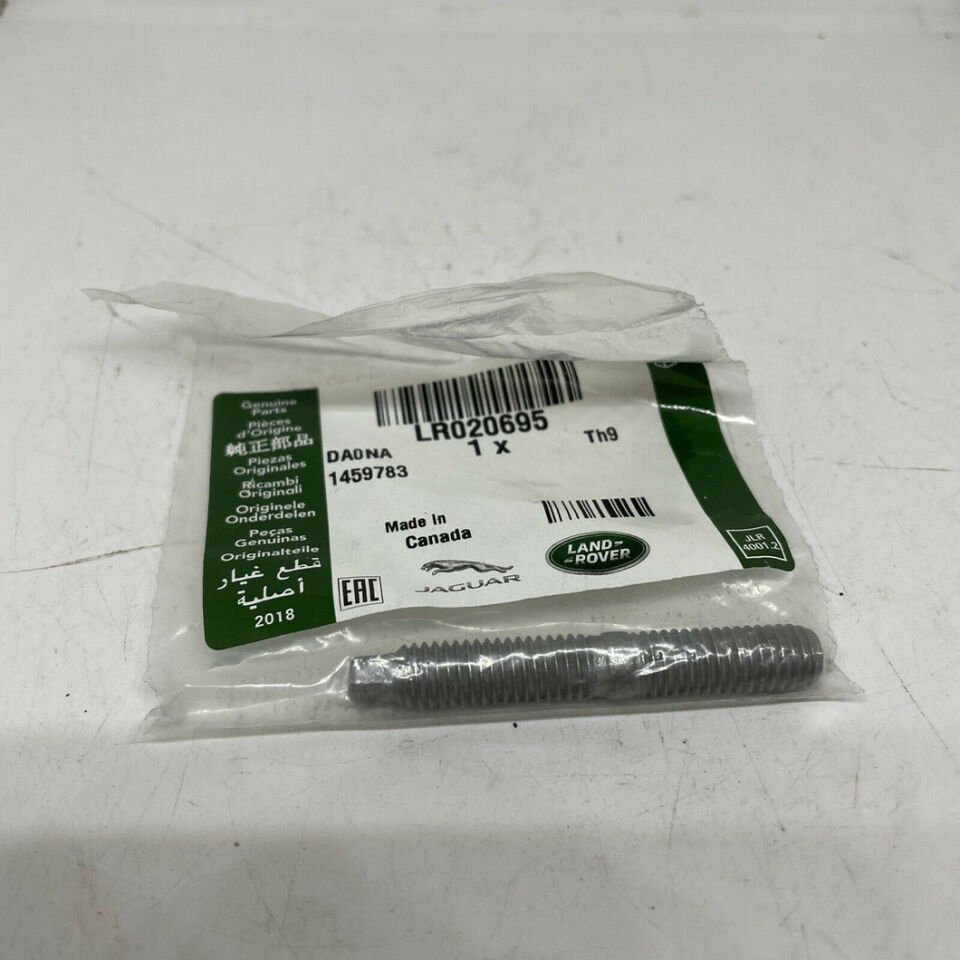 Genuine
Parts
Pièces
d'Origine
純正部品
Piezas
Originales
Ricambi
Originali
Originele
Onderdelen
Peças
Genuinas
Originalteile
قطع غيار
أصلية
2018
LR020695
1 X
Th9
DA0NA
1459783
Made In
Canada
EAC
JAGUAR
LAND-
ROVER
JLR
4001.2